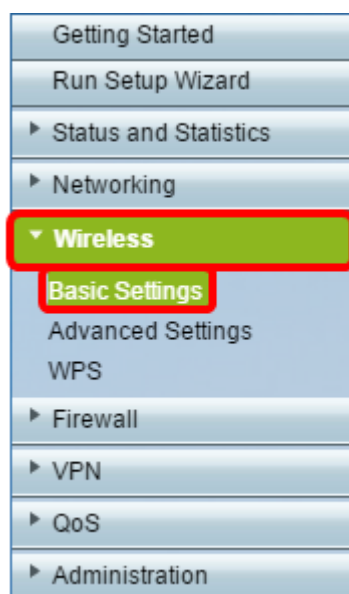 Getting Started
Run Setup Wizard
Status and Statistics
Networking
Wireless
Basic Settings
Advanced Settings
WPS
Firewall
VPN
QoS
Administration